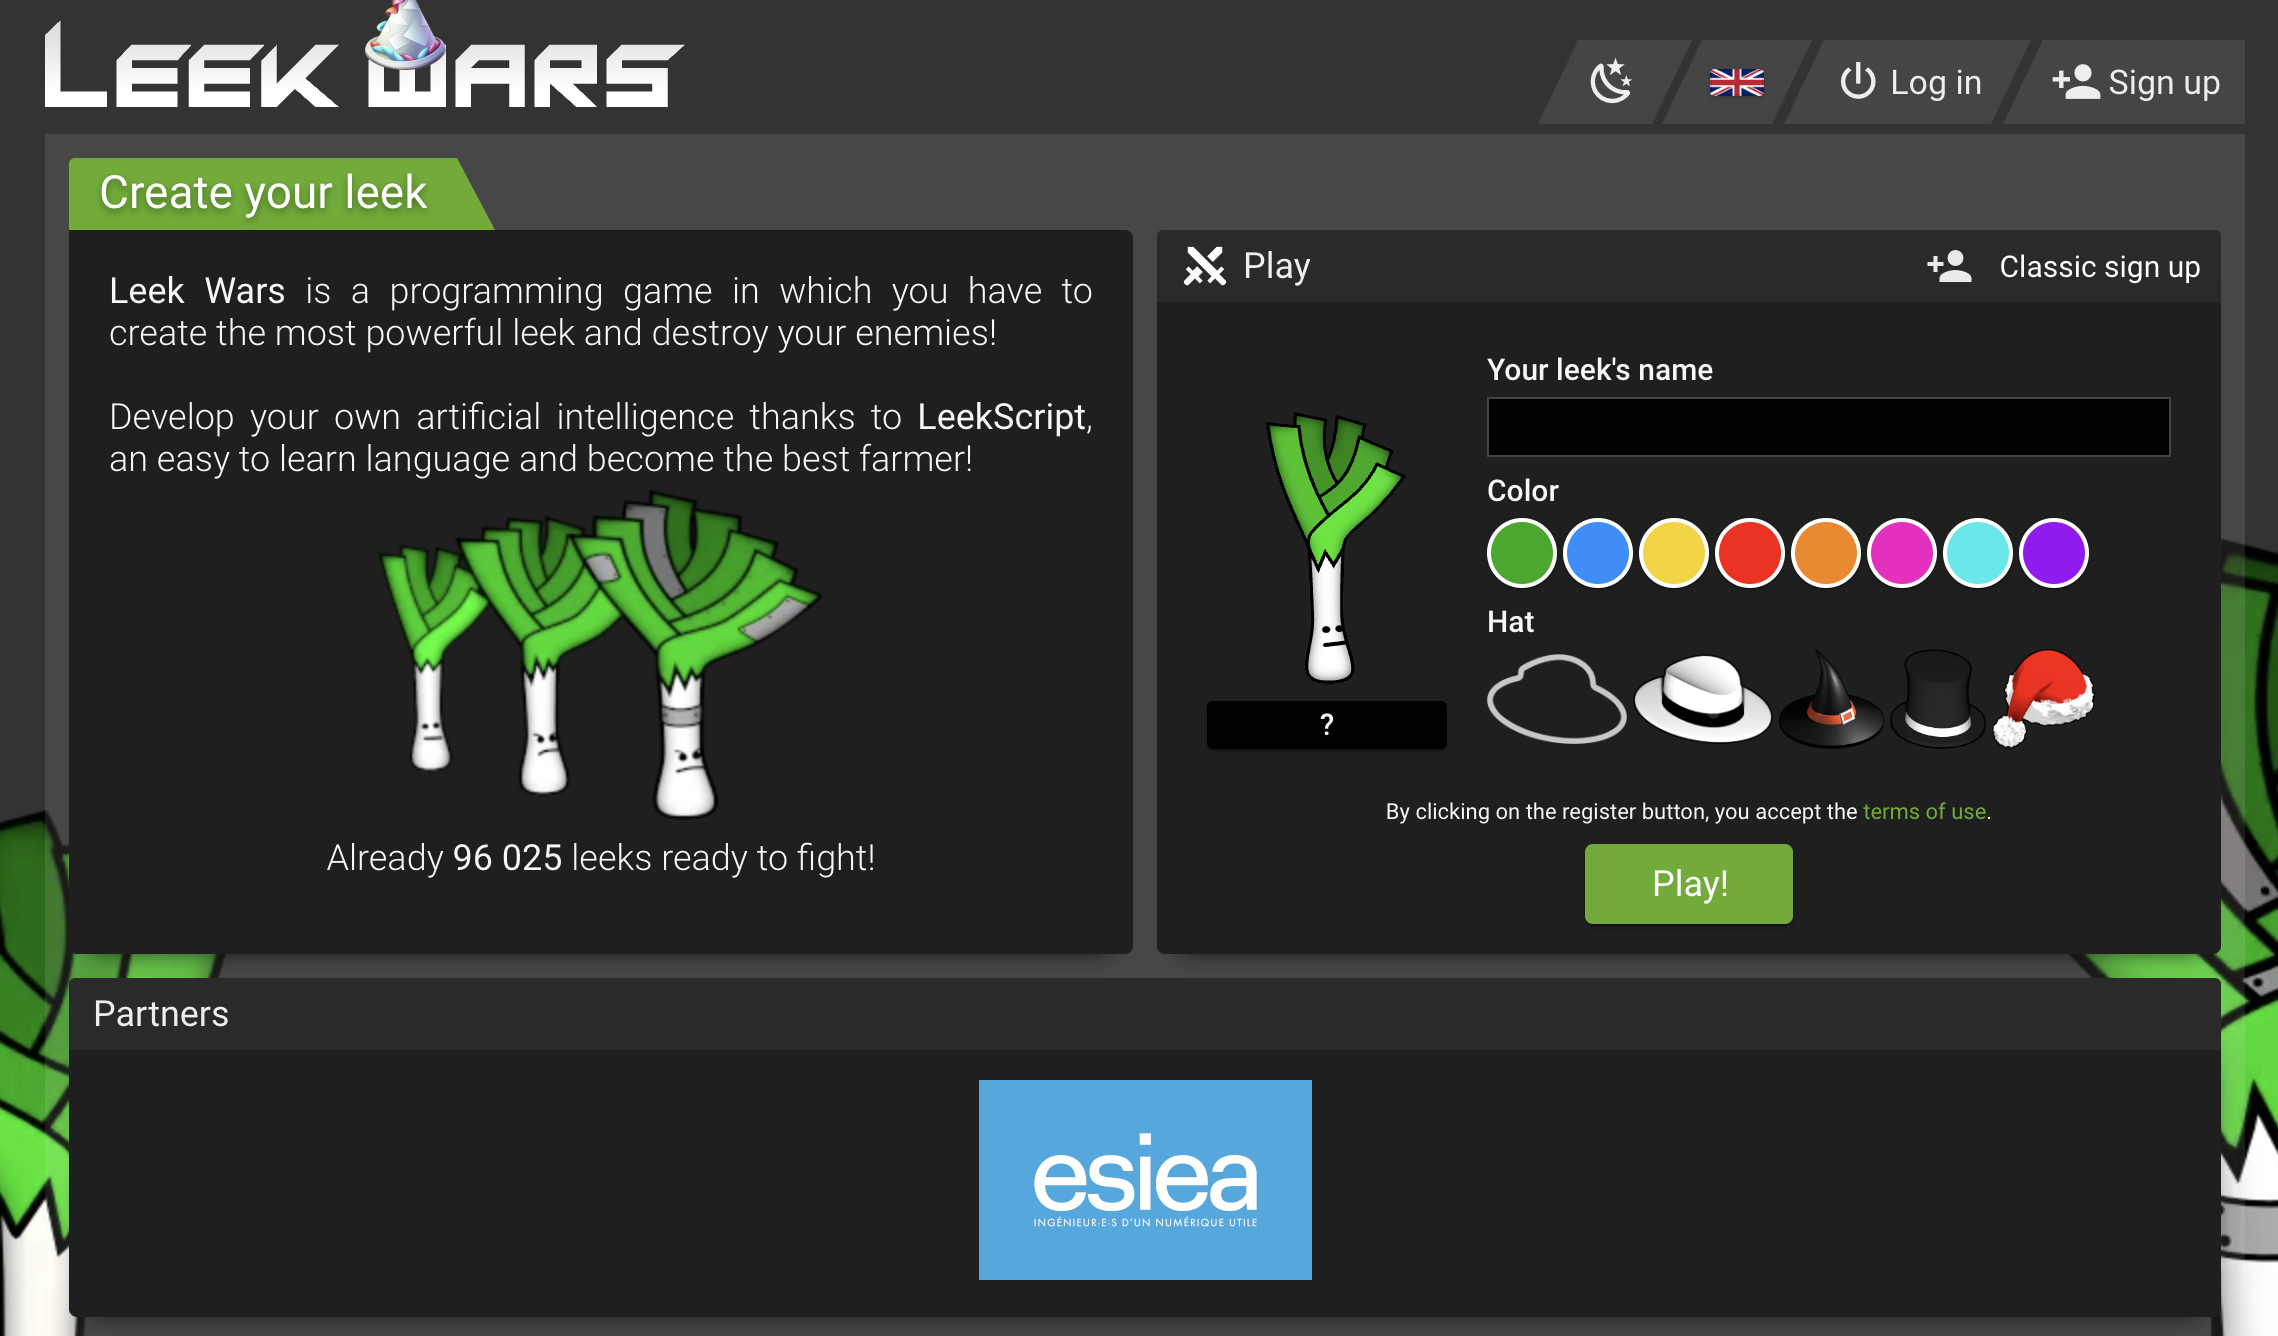 LEEK WARS
Log in
Sign up
Create your leek
Leek Wars is a programming game in which you have to
create the most powerful leek and destroy your enemies!
Develop your own artificial intelligence thanks to LeekScript,
an easy to learn language and become the best farmer!
Already 96 025 leeks ready to fight!
Play
Classic sign up
Your leek's name
Color
Hat
?
By clicking on the register button, you accept the terms of use.
Play!
Partners
esiea
INGÉNIEUR·E·S D'UN NUMÉRIQUE UTILE